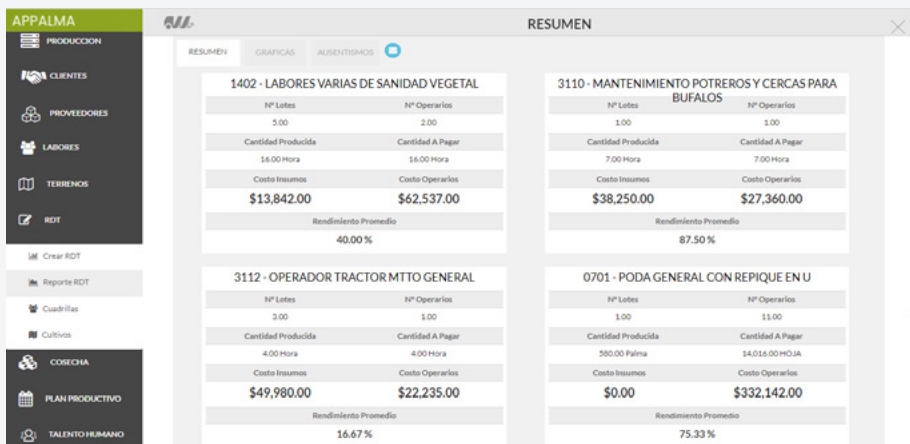 APPALMA
RESUMEN
PRODUCCION
CLIENTES
PROVEEDORES
LABORES
TERRENOS
RDT
Crear RDT
Reporte RDT
Cuadrillas
Cultivos
COSECHA
PLAN PRODUCTIVO
TALENTO HUMANO
RESUMEN GRAFICAS AUSENTISMOS
1402 - LABORES VARIAS DE SANIDAD VEGETAL
Nº Lotes Nº Operarios
5.00 2.00
Cantidad Producida Cantidad A Pagar
16.00 Hora 16.00 Hora
Costo Insumos Costo Operarios
$13,842.00 $62,537.00
Rendimiento Promedio
40.00 %
3110 - MANTENIMIENTO POTREROS Y CERCAS PARA
BUFALOS
Nº Lotes Nº Operarios
1.00 1.00
Cantidad Producida Cantidad A Pagar
7.00 Hora 7.00 Hora
Costo Insumos Costo Operarios
$38,250.00 $27,360.00
Rendimiento Promedio
87.50 %
3112 - OPERADOR TRACTOR MTTO GENERAL
Nº Lotes Nº Operarios
3.00 1.00
Cantidad Producida Cantidad A Pagar
4.00 Hora 4.00 Hora
Costo Insumos Costo Operarios
$49,980.00 $22,235.00
Rendimiento Promedio
16.67 %
0701 - PODA GENERAL CON REPIQUE EN U
Nº Lotes Nº Operarios
1.00 11.00
Cantidad Producida Cantidad A Pagar
580.00 Palma 14,016.00 HOJA
Costo Insumos Costo Operarios
$0.00 $332,142.00
Rendimiento Promedio
75.33 %